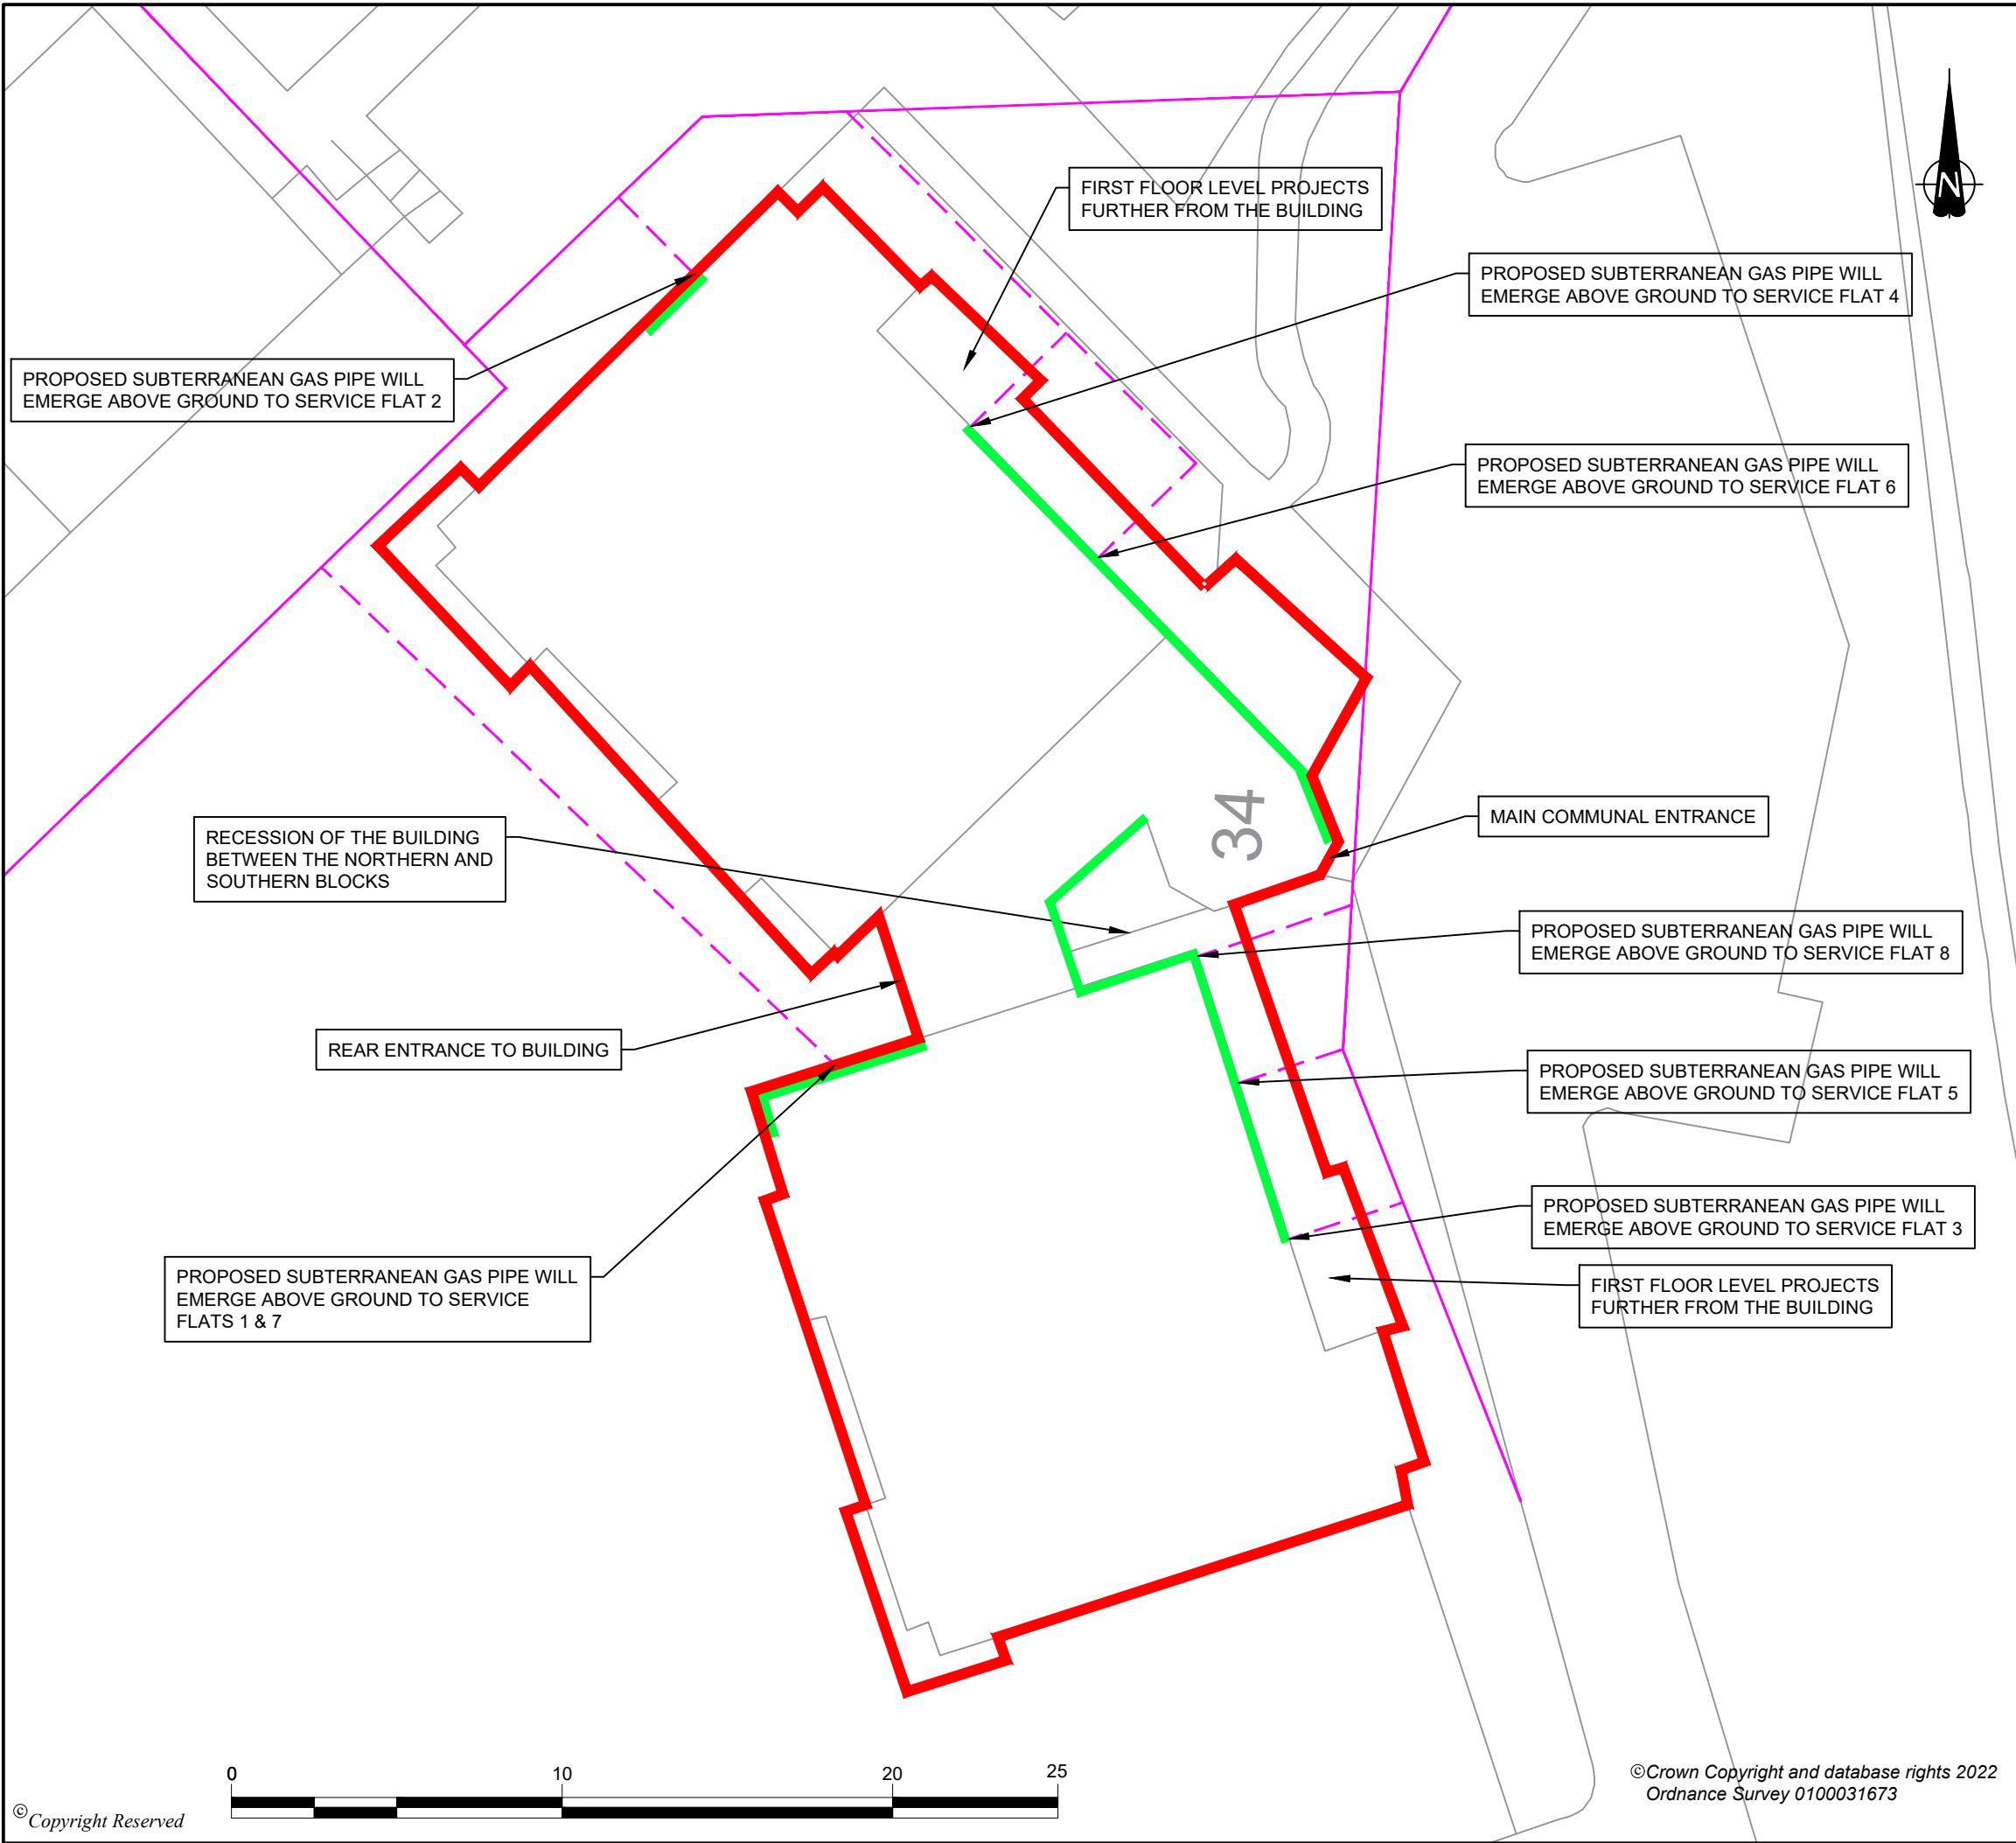 N
FIRST FLOOR LEVEL PROJECTS
FURTHER FROM THE BUILDING
PROPOSED SUBTERRANEAN GAS PIPE WILL
EMERGE ABOVE GROUND TO SERVICE FLAT 4
PROPOSED SUBTERRANEAN GAS PIPE WILL
EMERGE ABOVE GROUND TO SERVICE FLAT 2
PROPOSED SUBTERRANEAN GAS PIPE WILL
EMERGE ABOVE GROUND TO SERVICE FLAT 6
34
MAIN COMMUNAL ENTRANCE
RECESSION OF THE BUILDING
BETWEEN THE NORTHERN AND
SOUTHERN BLOCKS
PROPOSED SUBTERRANEAN GAS PIPE WILL
EMERGE ABOVE GROUND TO SERVICE FLAT 8
REAR ENTRANCE TO BUILDING
PROPOSED SUBTERRANEAN GAS PIPE WILL
EMERGE ABOVE GROUND TO SERVICE FLAT 5
PROPOSED SUBTERRANEAN GAS PIPE WILL
EMERGE ABOVE GROUND TO SERVICE FLAT 3
PROPOSED SUBTERRANEAN GAS PIPE WILL
EMERGE ABOVE GROUND TO SERVICE
FLATS 1 & 7
FIRST FLOOR LEVEL PROJECTS
FURTHER FROM THE BUILDING
0 10 20 25
©Copyright Reserved
©Crown Copyright and database rights 2022
Ordnance Survey 0100031673